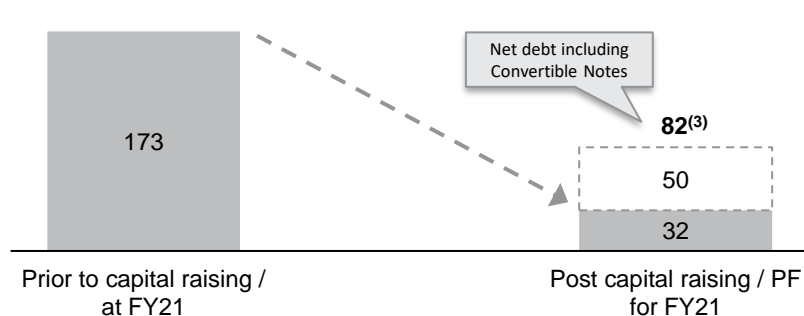 Net debt including
Convertible Notes
82(3)
173
50
32
Prior to capital raising /
at FY21
Post capital raising / PF
for FY21